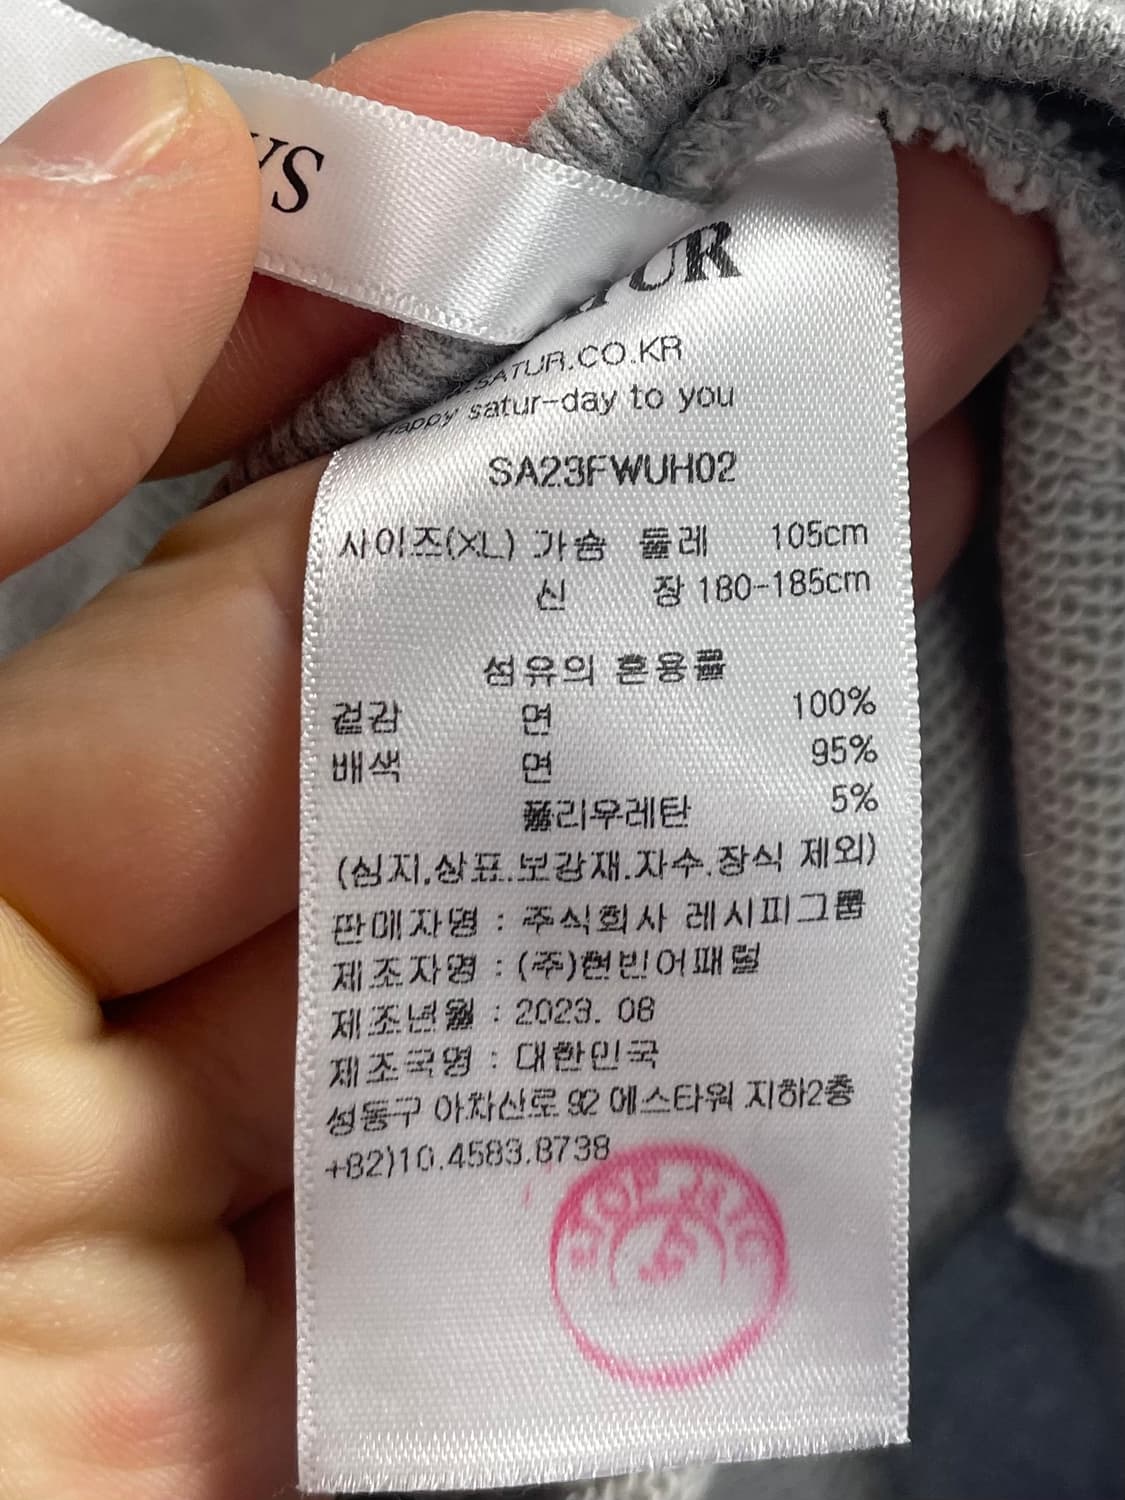 SATUR.CO.KR
Happy satur-day to you
SA23FWUH02
사이즈(XL) 가슴 둘레 105cm
신 장 180-185cm
섬유의 혼용률
겉감 면 100%
배색 면 95%
폴리우레탄 5%
(심지.상표.보강재.자수.장식 제외)
판매자명 : 주식회사 레시피그룹
제조자명 : (주)현빈어패럴
제조년월 : 2023. 08
제조국명 : 대한민국
성동구 아차산로 92 에스타워 지하2층
+82)10.4583.8738